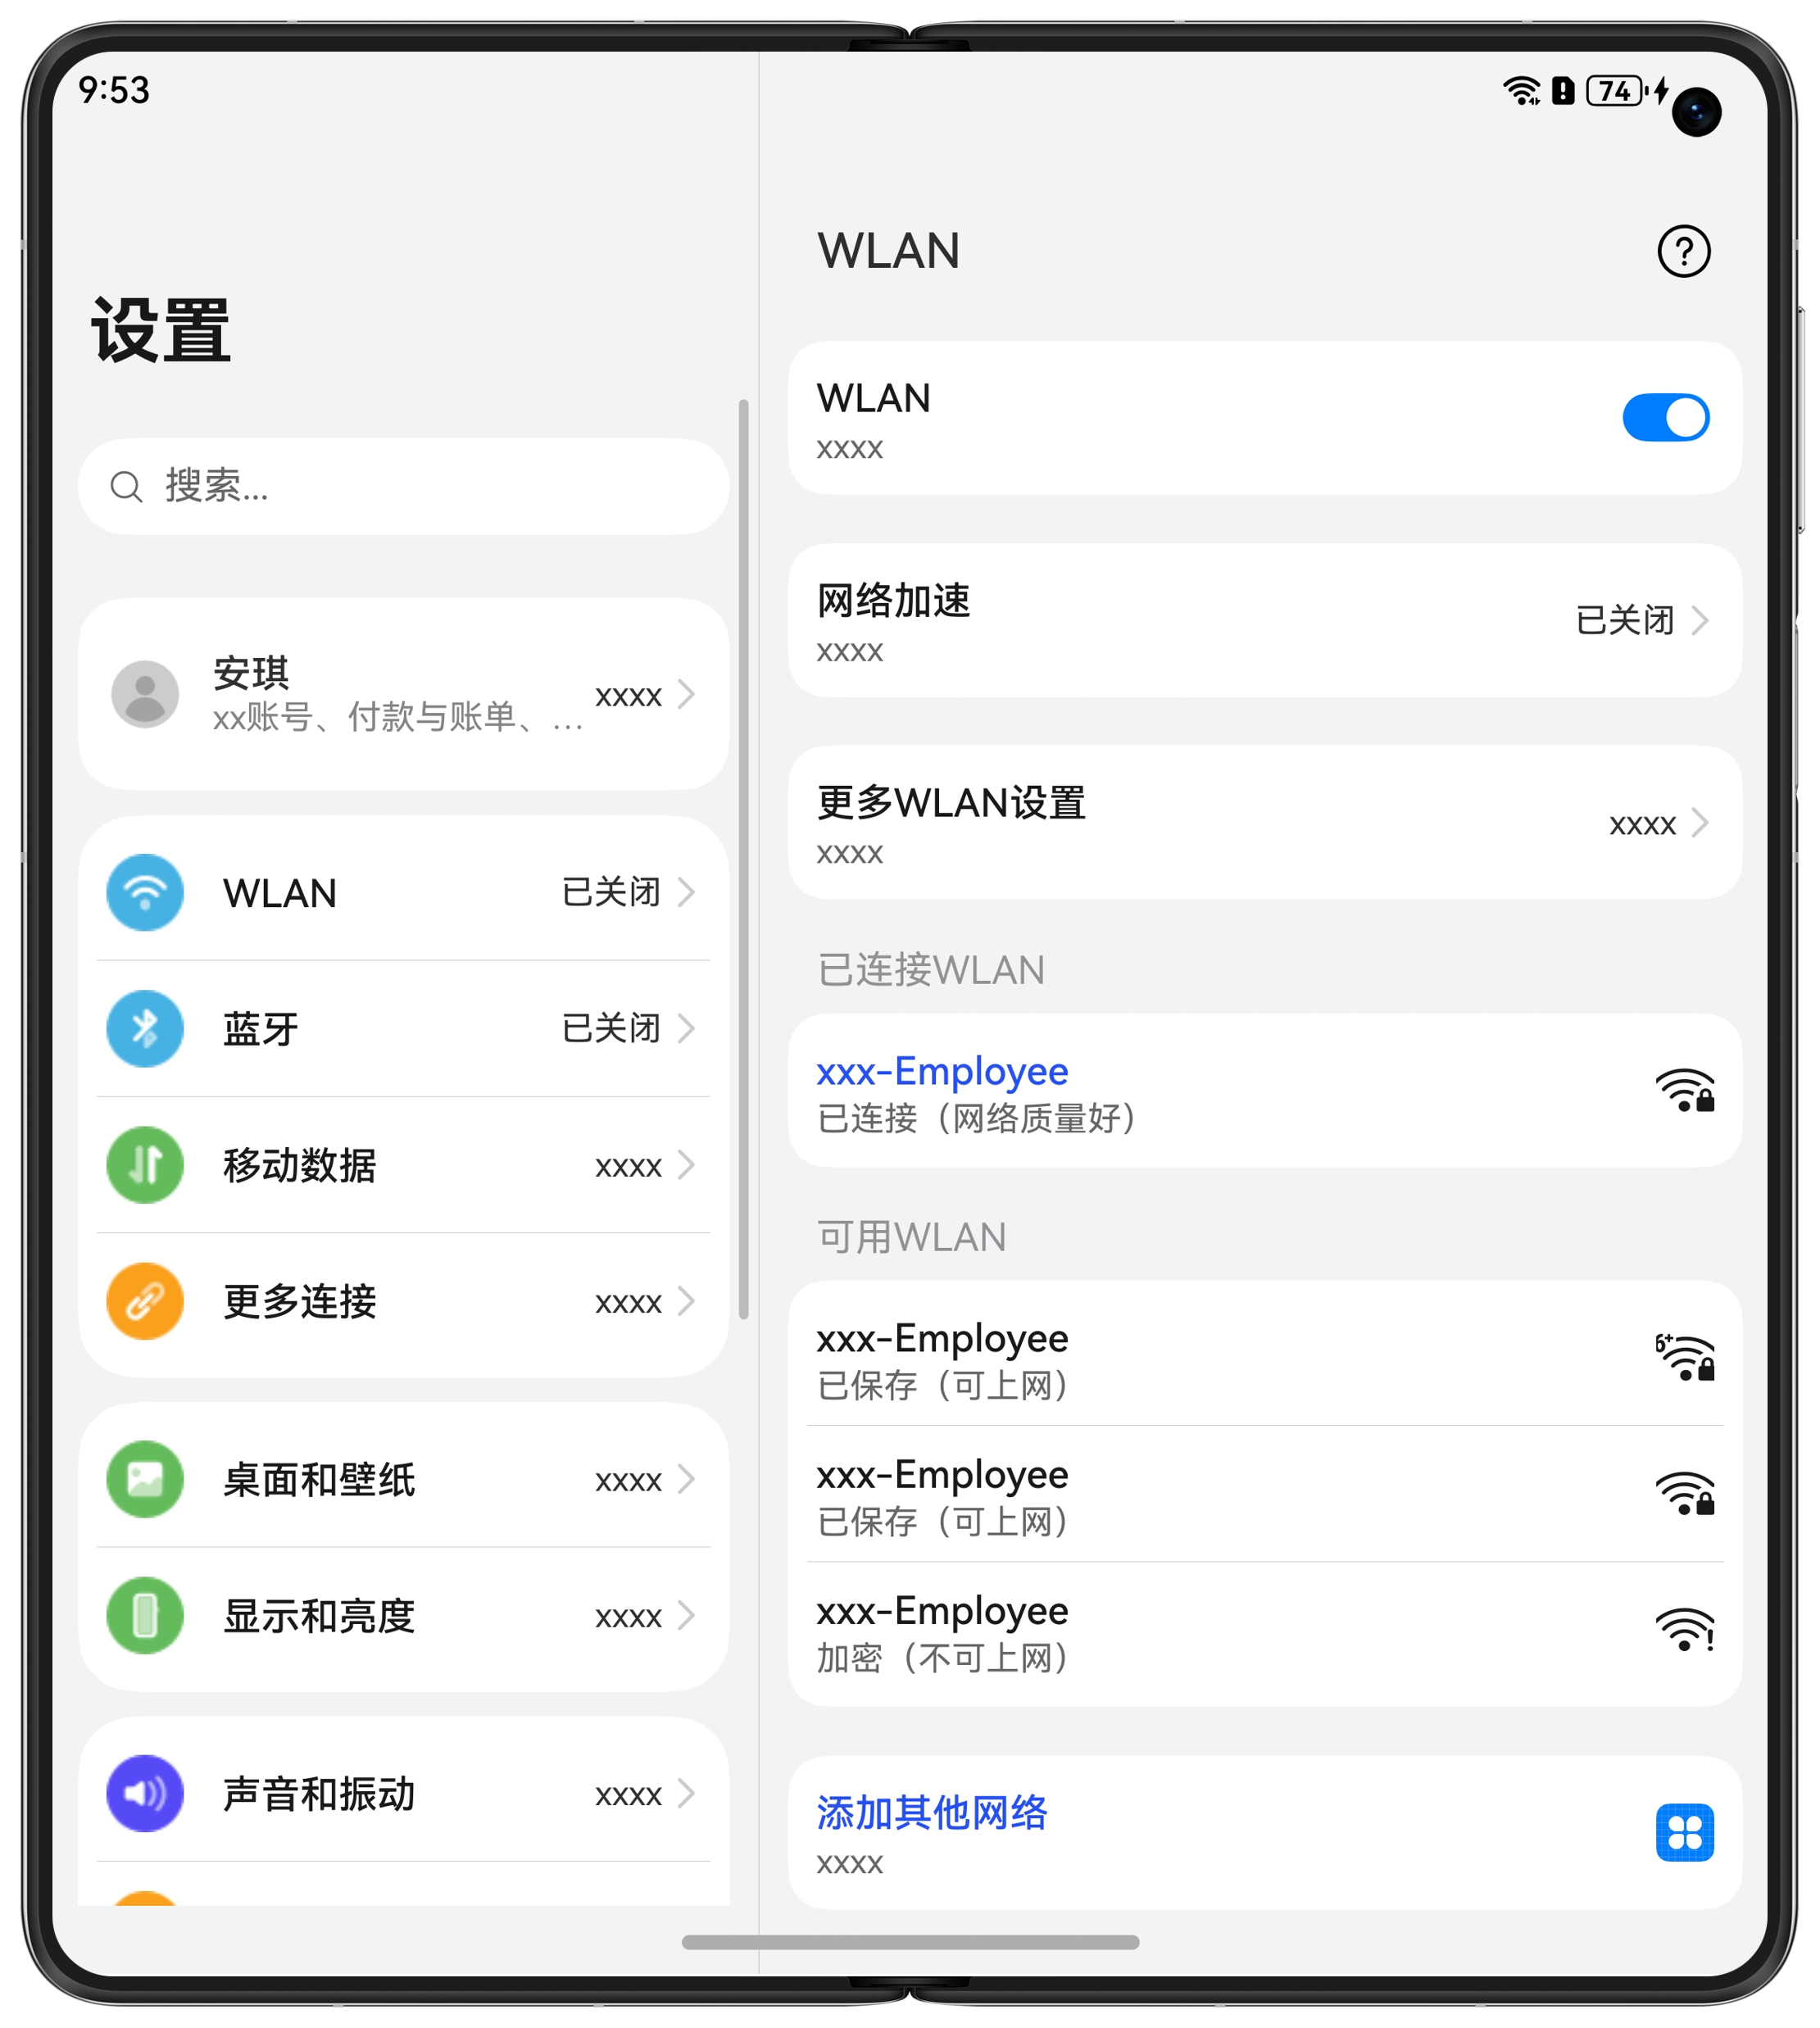 9:53
74
设置
搜索...
安琪
xx账号、付款与账单、...
xxxx
WLAN
已关闭
蓝牙
已关闭
移动数据
xxxx
更多连接
xxxx
桌面和壁纸
xxxx
显示和亮度
xxxx
声音和振动
xxxx
WLAN
?
WLAN
xxxx
网络加速
xxxx
已关闭
更多WLAN设置
xxxx
xxxx
已连接WLAN
xxx-Employee
已连接（网络质量好）
可用WLAN
xxx-Employee
已保存（可上网）
6+
xxx-Employee
已保存（可上网）
xxx-Employee
加密（不可上网）
添加其他网络
xxxx